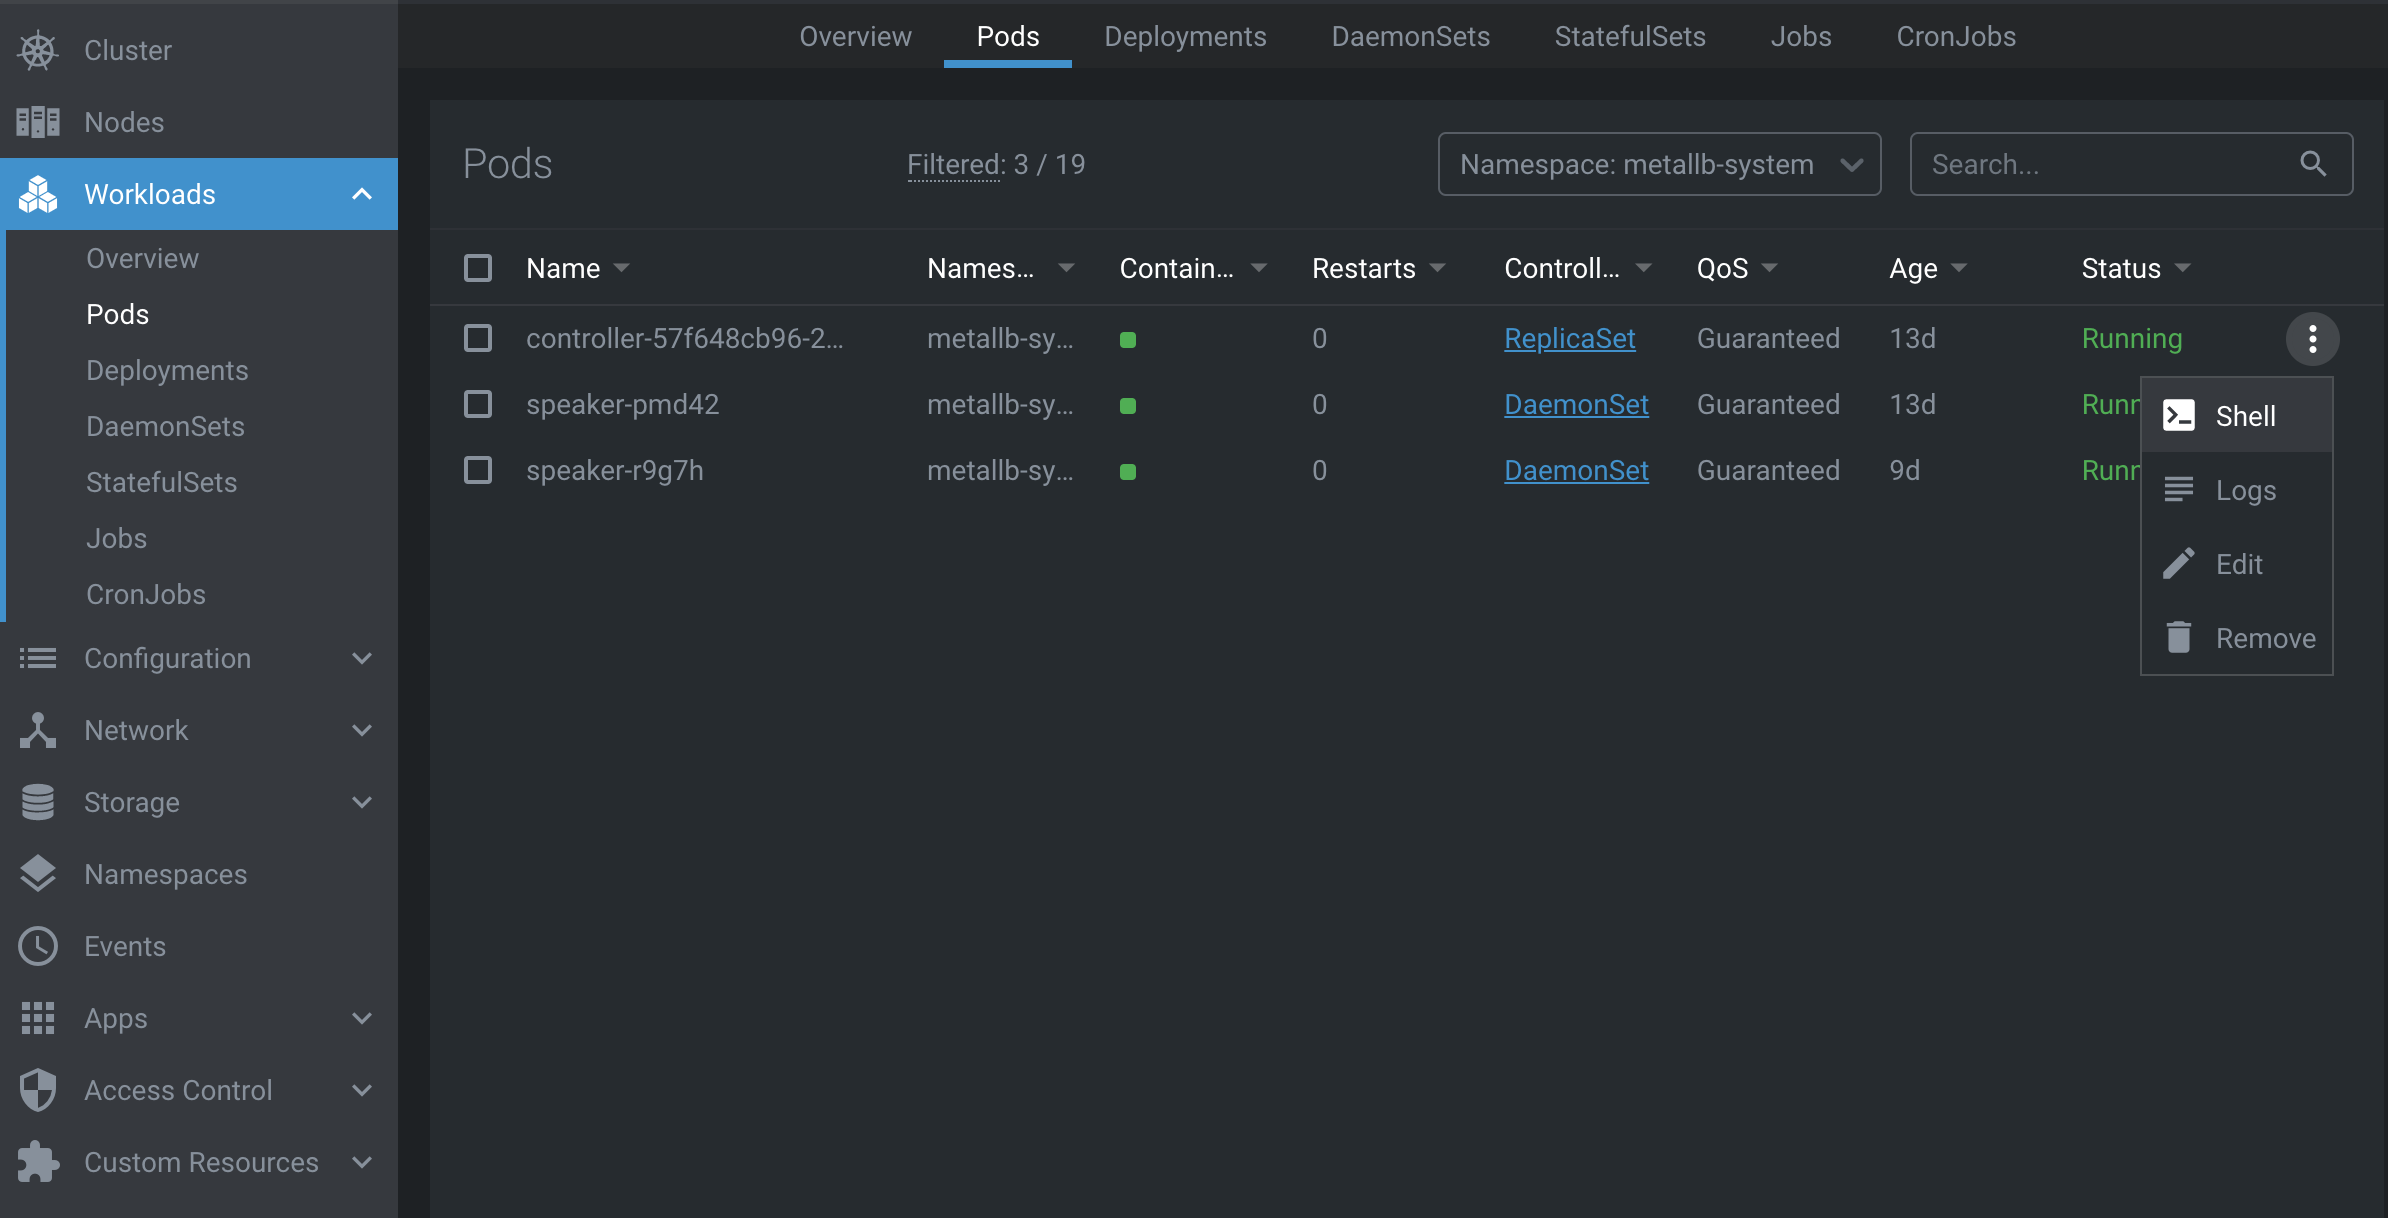 Cluster
Nodes
Workloads
Overview
Pods
Deployments
DaemonSets
StatefulSets
Jobs
CronJobs
Configuration
Network
Storage
Namespaces
Events
Apps
Access Control
Custom Resources
Overview Pods Deployments DaemonSets StatefulSets Jobs CronJobs
Pods Filtered: 3 / 19 Namespace: metallb-system Search...
Name Names... Contain... Restarts Controll... QoS Age Status
controller-57f648cb96-2... metallb-sy... 0 ReplicaSet Guaranteed 13d Running
speaker-pmd42 metallb-sy... 0 DaemonSet Guaranteed 13d Runn
speaker-r9g7h metallb-sy... 0 DaemonSet Guaranteed 9d Runn
Shell
Logs
Edit
Remove